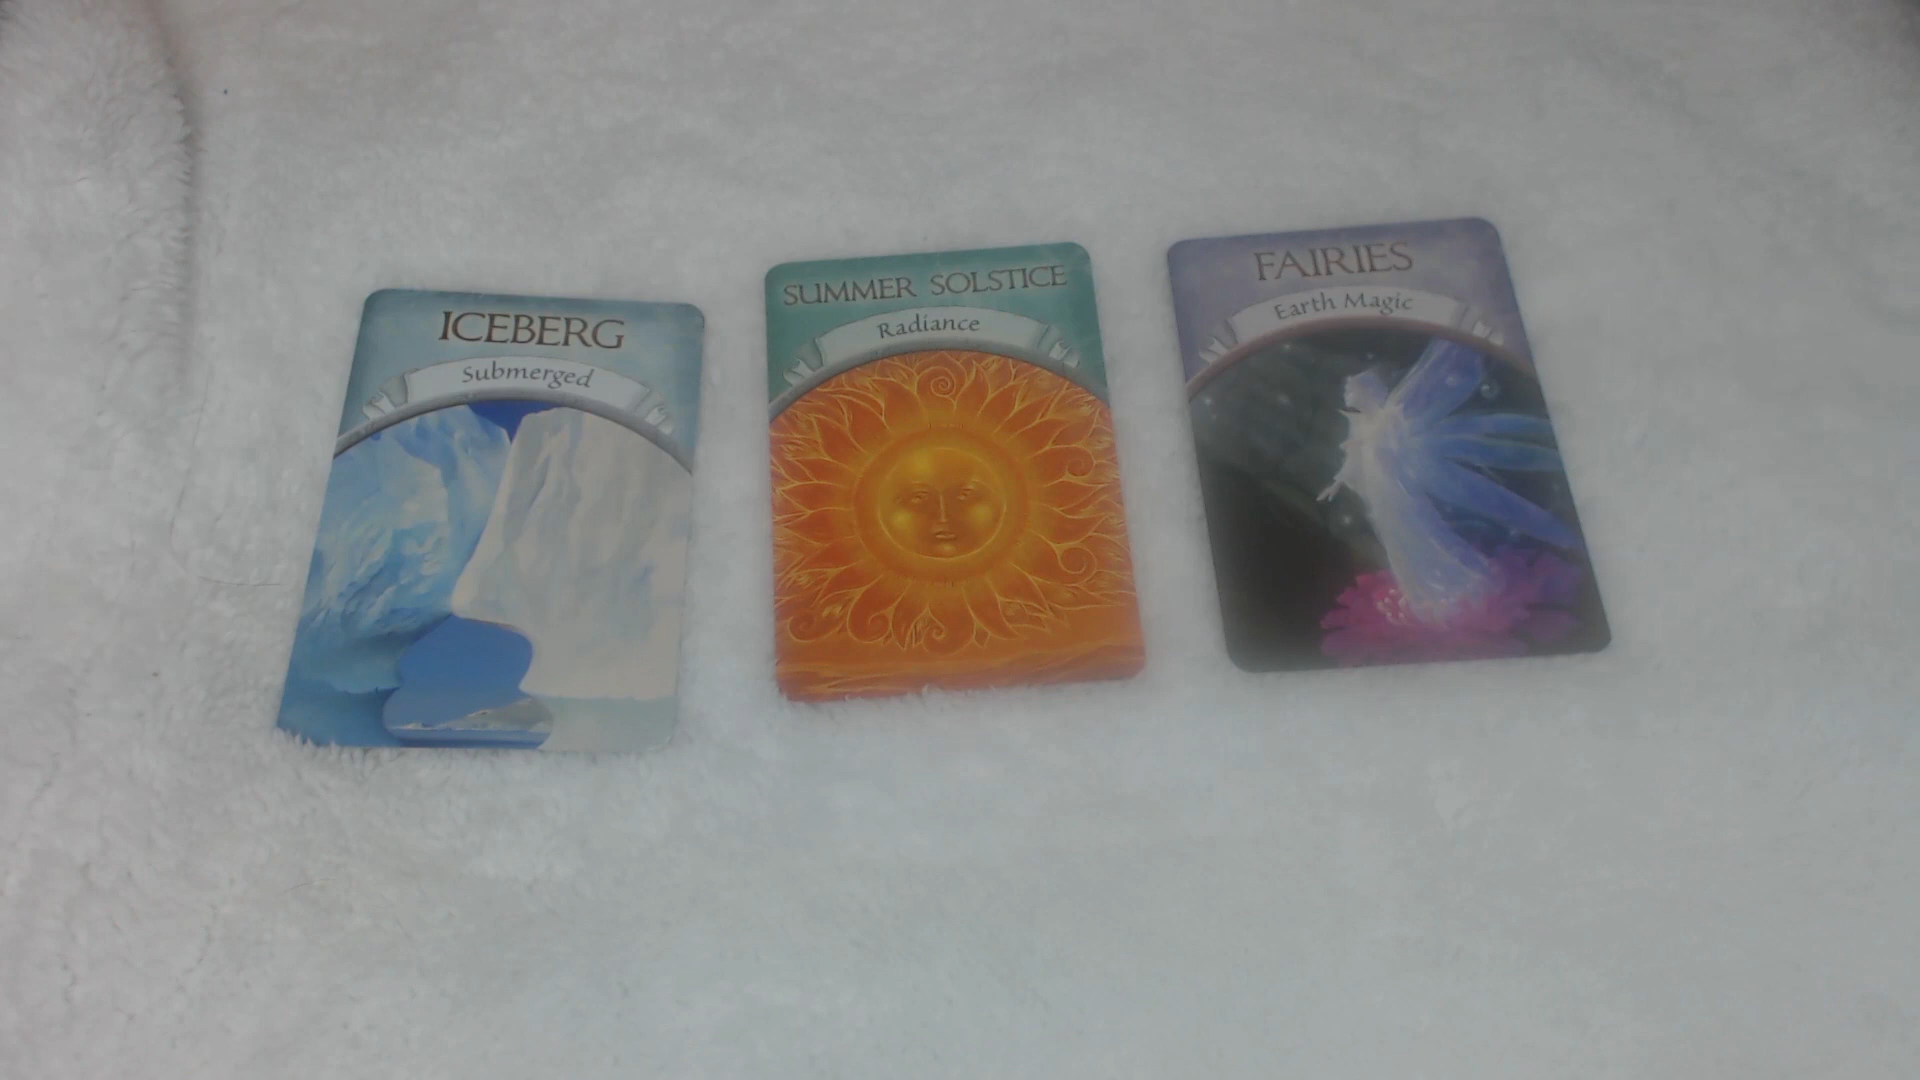 ICEBERG
Submerged
SUMMER SOLSTICE
Radiance
FAIRIES
Earth Magic